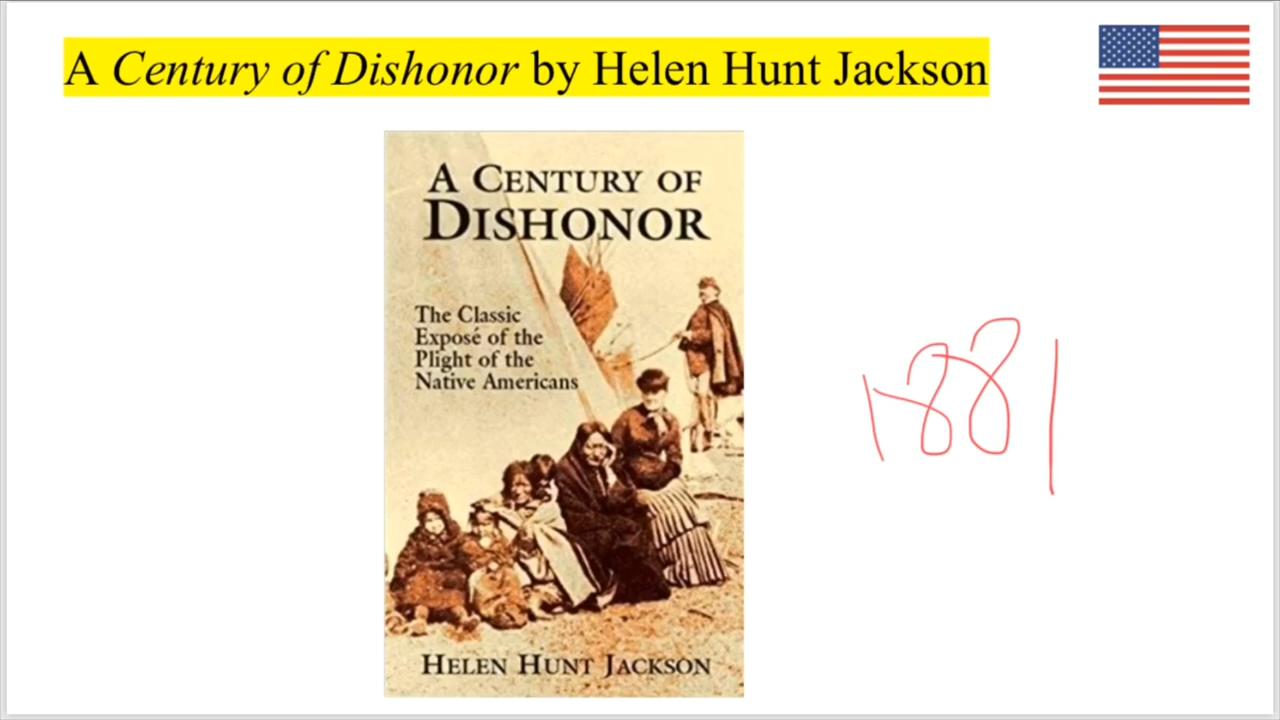 A Century of Dishonor by Helen Hunt Jackson
A CENTURY OF
DISHONOR
The Classic
Exposé of the
Plight of the
Native Americans
1881
HELEN HUNT JACKSON